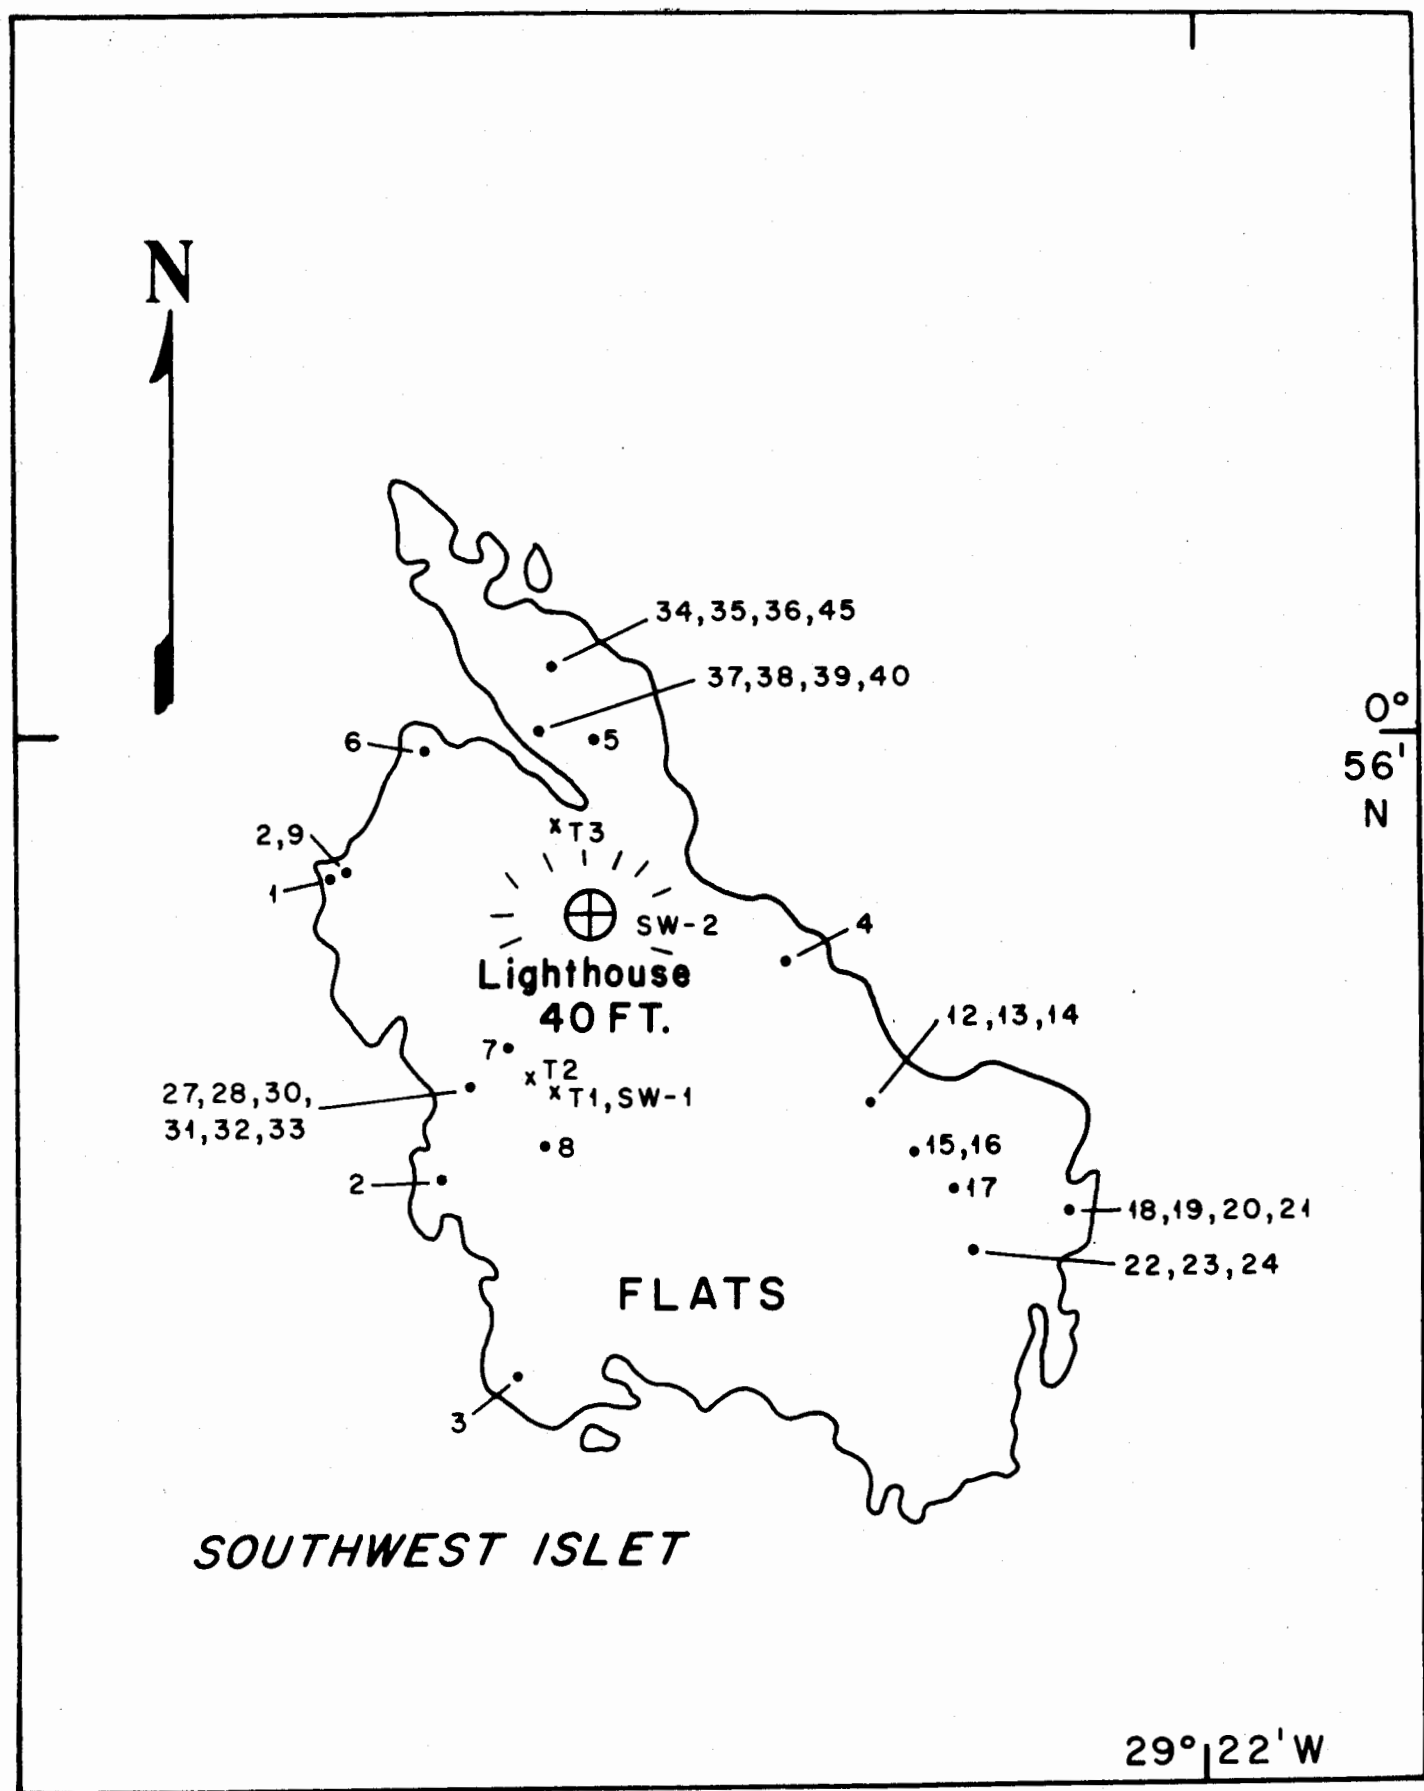 N
34,35,36,45
37,38,39,40
0°
56'
N
6
5
2,9
1
T3
SW-2
4
Lighthouse
40 FT.
12,13,14
7
T2
T1,SW-1
27,28,30,
31,32,33
8
15,16
2
17
18,19,20,21
22,23,24
FLATS
3
SOUTHWEST ISLET
29° 22'W